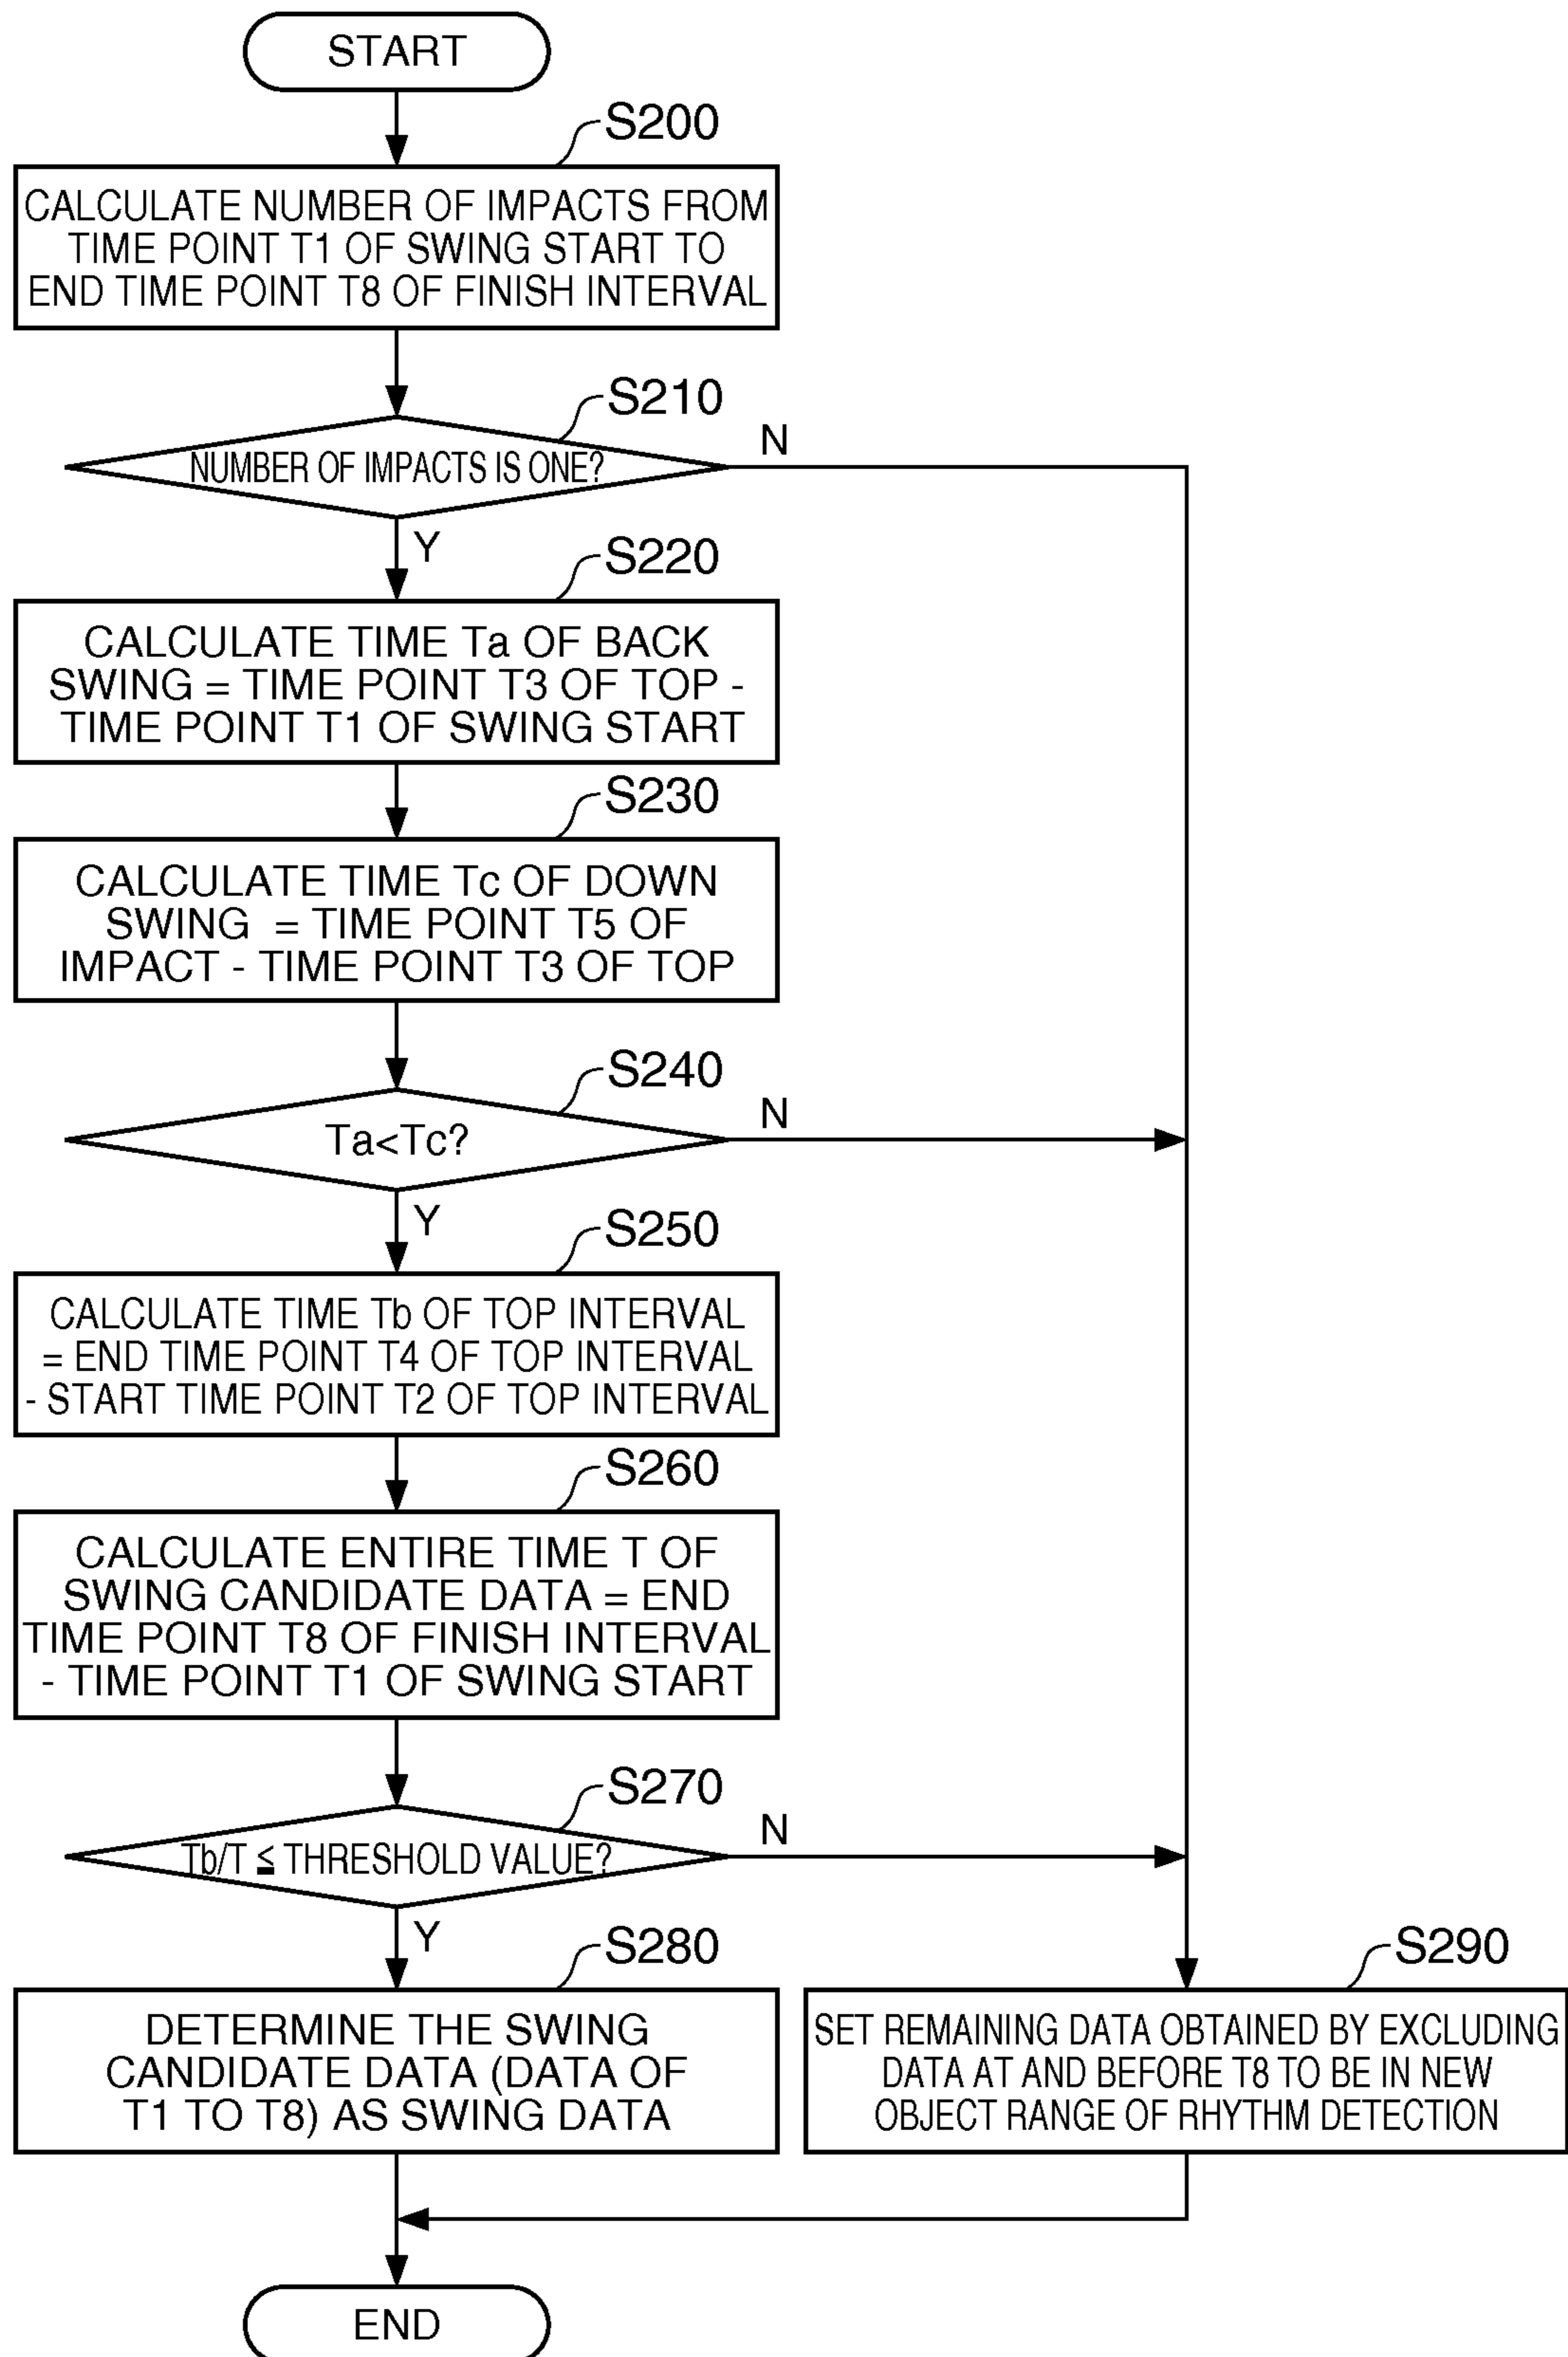 START
S200
CALCULATE NUMBER OF IMPACTS FROM
TIME POINT T1 OF SWING START TO
END TIME POINT T8 OF FINISH INTERVAL
S210
NUMBER OF IMPACTS IS ONE?
N
Y
S220
CALCULATE TIME Ta OF BACK
SWING = TIME POINT T3 OF TOP -
TIME POINT T1 OF SWING START
S230
CALCULATE TIME Tc OF DOWN
SWING = TIME POINT T5 OF
IMPACT - TIME POINT T3 OF TOP
S240
Ta<Tc?
N
Y
S250
CALCULATE TIME Tb OF TOP INTERVAL
= END TIME POINT T4 OF TOP INTERVAL
- START TIME POINT T2 OF TOP INTERVAL
S260
CALCULATE ENTIRE TIME T OF
SWING CANDIDATE DATA = END
TIME POINT T8 OF FINISH INTERVAL
- TIME POINT T1 OF SWING START
S270
Tb/T ≦ THRESHOLD VALUE?
N
Y
S280
DETERMINE THE SWING
CANDIDATE DATA (DATA OF
T1 TO T8) AS SWING DATA
S290
SET REMAINING DATA OBTAINED BY EXCLUDING
DATA AT AND BEFORE T8 TO BE IN NEW
OBJECT RANGE OF RHYTHM DETECTION
END